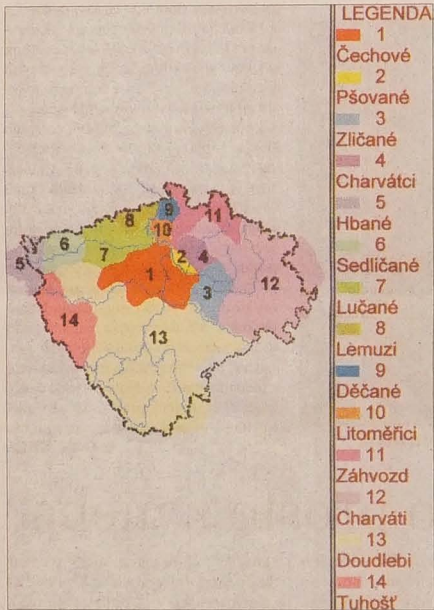 LEGENDA
1
Čechové
2
Pšované
3
Zličané
4
Charvátci
5
Hbané
6
Sedličané
7
Lučané
8
Lemuzi
9
Děčané
10
Litoměřici
11
Záhvozd
12
Charváti
13
Doudlebi
14
Tuhošť
9
8
11
10
6
5
7
2
4
1
3
12
14
13